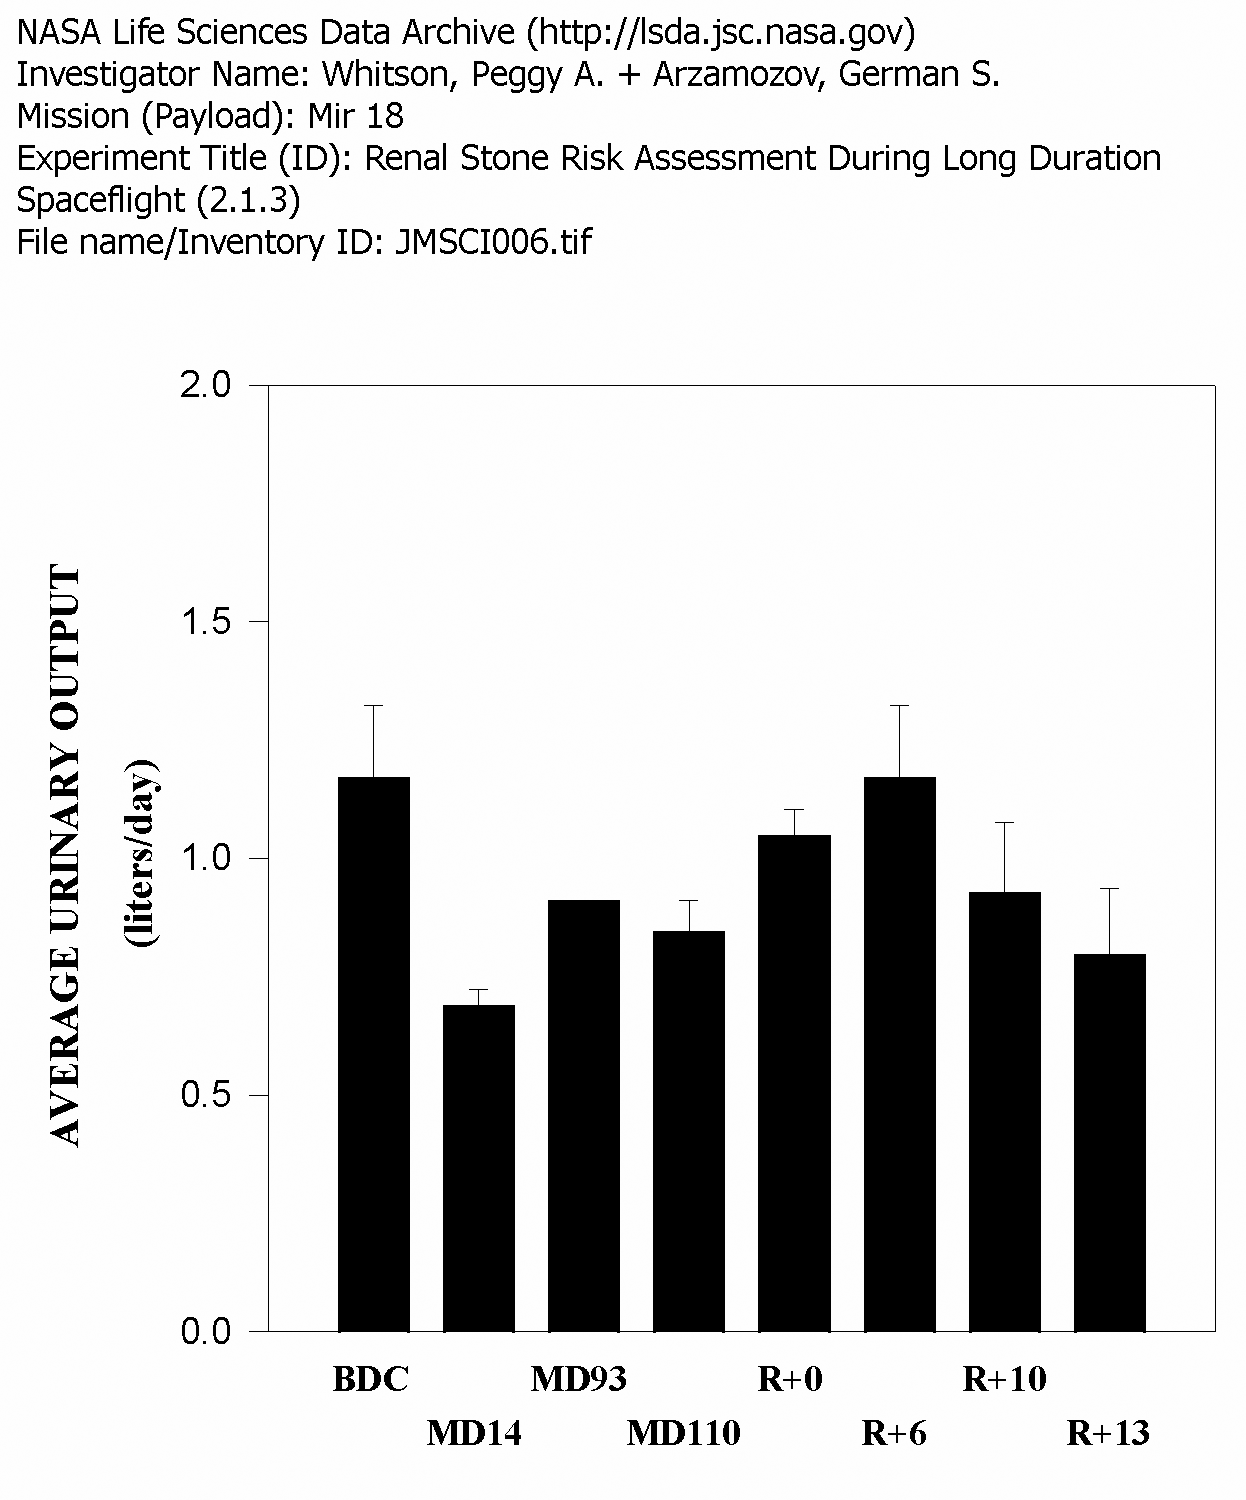 NASA Life Sciences Data Archive (http://lsda.jsc.nasa.gov)
Investigator Name: Whitson, Peggy A. + Arzamozov, German S.
Mission (Payload): Mir 18
Experiment Title (ID): Renal Stone Risk Assessment During Long Duration
Spaceflight (2.1.3)
File name/Inventory ID: JMSCI006.tif
AVERAGE URINARY OUTPUT
(liters/day)
2.0
1.5
1.0
0.5
0.0
BDC
MD14
MD93
MD110
R+0
R+6
R+10
R+13